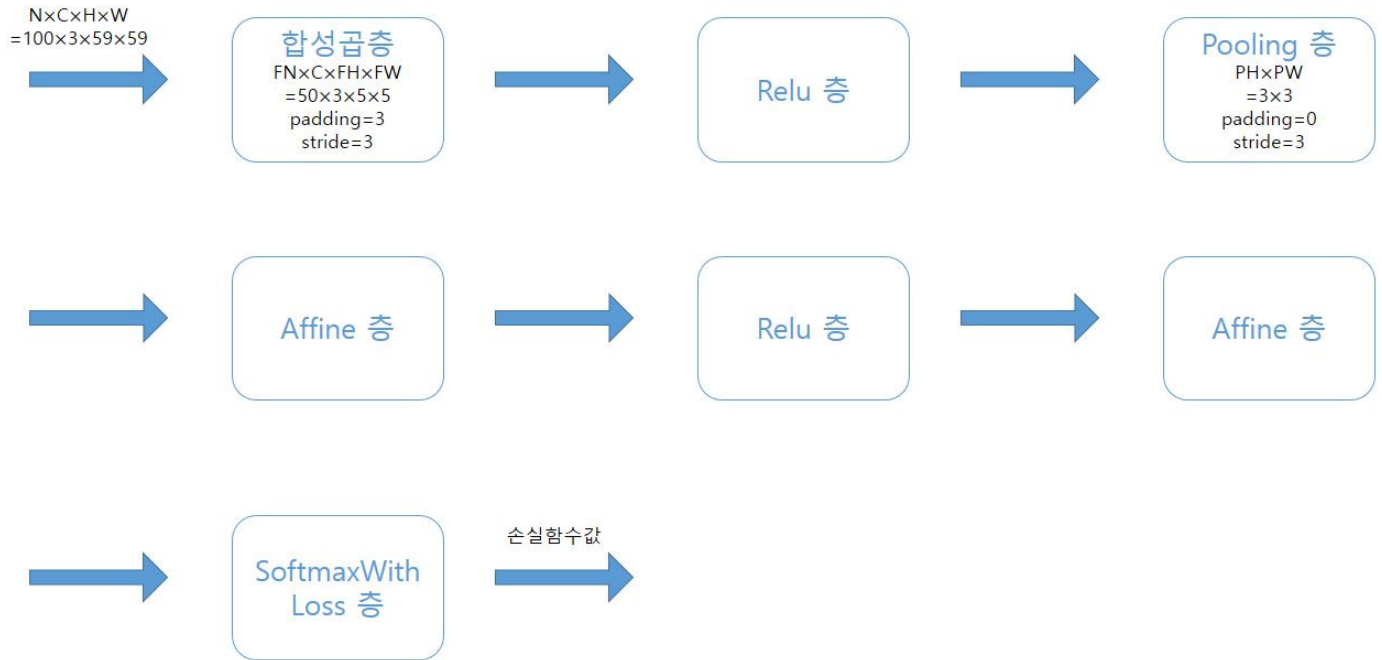 N×C×H×W
=100×3×59×59
합성곱층
FN×C×FH×FW
=50×3×5×5
padding=3
stride=3
Relu 층
Pooling 층
PH×PW
=3×3
padding=0
stride=3
Affine 층
Relu 층
Affine 층
SoftmaxWith
Loss 층
손실함수값